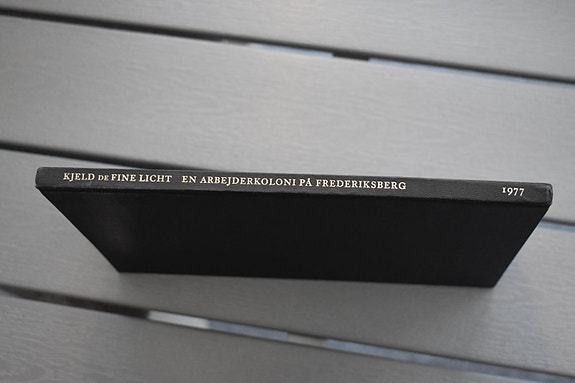 KJELD DE FINE LICHT EN ARBEJDERKOLONI PÅ FREDERIKSBERG 1977